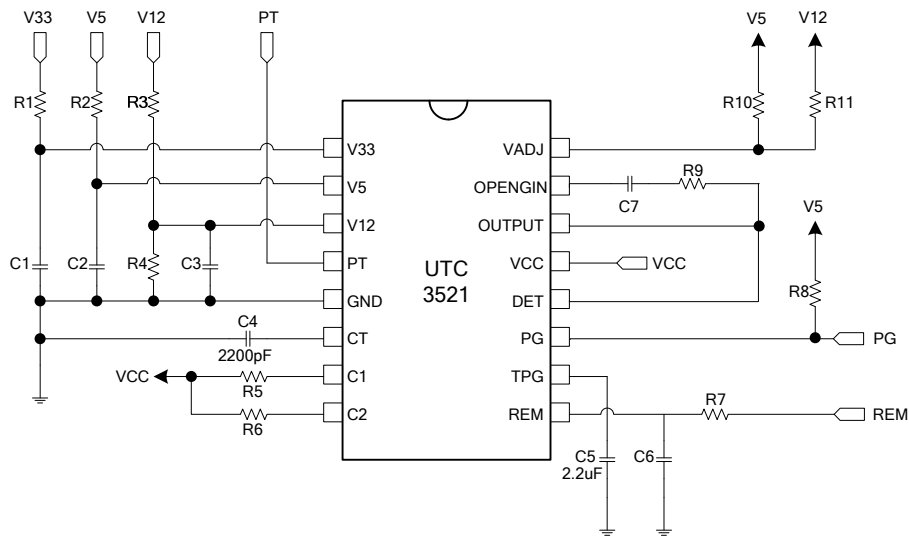 V33 V5 V12 PT V5 V12
R1 R2 R3 R10 R11
V33 VADJ
R9
V5 OPENGIN
C7
V12 OUTPUT V5
C1 C2 R4 C3 PT UTC VCC VCC
3521
GND DET R8
C4
CT PG PG
2200pF
VCC C1 TPG
R5
R7
C2 REM REM
R6
C5 C6
2.2uF